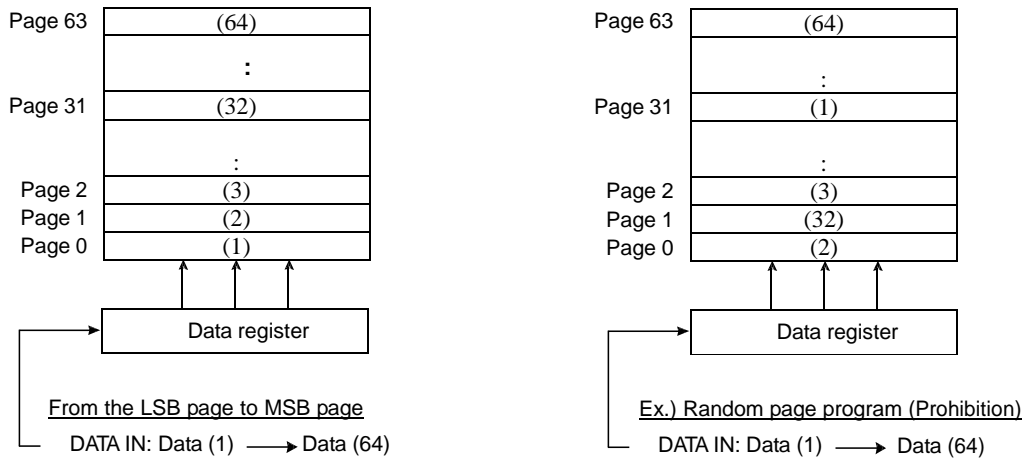 Page 63 (64)
:
Page 31 (32)
:
Page 2 (3)
Page 1 (2)
Page 0 (1)
Data register
From the LSB page to MSB page
DATA IN: Data (1) Data (64)
Page 63 (64)
:
Page 31 (1)
:
Page 2 (3)
Page 1 (32)
Page 0 (2)
Data register
Ex.) Random page program (Prohibition)
DATA IN: Data (1) Data (64)